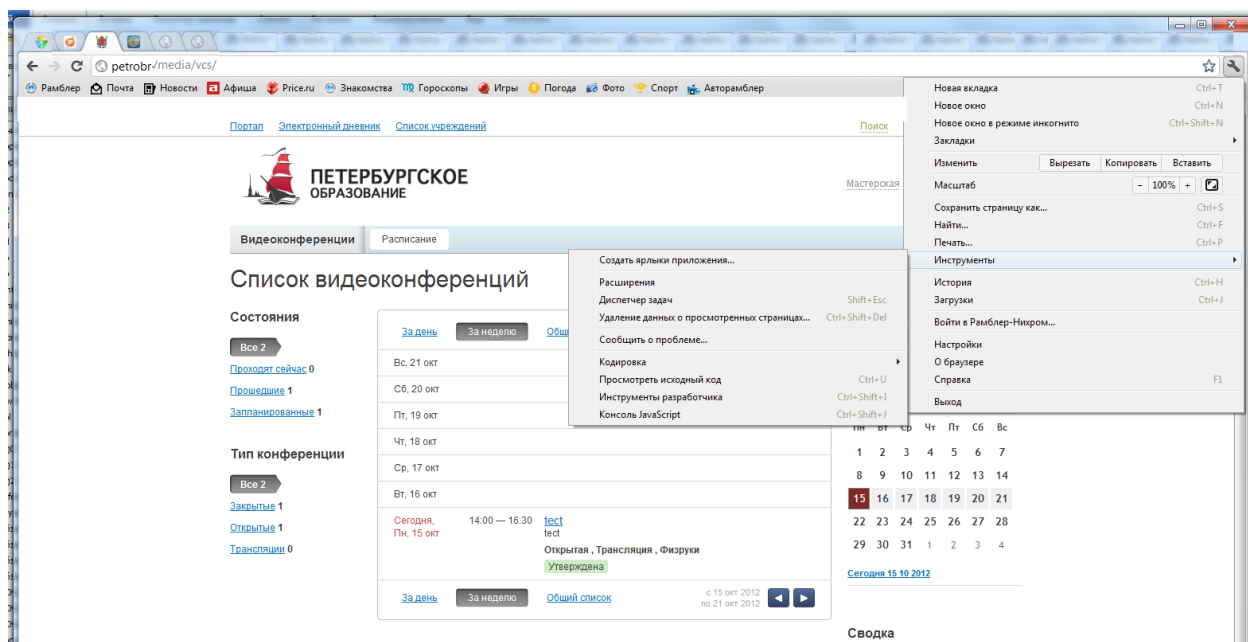 petrobr-/media/vcs/
Рамблер Почта Новости Афиша Price.ru Знакомства Гороскопы Игры Погода Фото Спорт Авторамблер
Портал Электронный дневник Список учреждений Поиск
ПЕТЕРБУРГСКОЕ
ОБРАЗОВАНИЕ
Мастерская
Видеоконференции Расписание
Список видеоконференций
Состояния
Все 2
Проходят сейчас 0
Прошедшие 1
Запланированные 1
Тип конференции
Все 2
Закрытые 1
Открытые 1
Трансляции 0
За день За неделю Общ
Вс, 21 окт
Сб, 20 окт
Пт, 19 окт
Чт, 18 окт
Ср, 17 окт
Вт, 16 окт
Сегодня, 14:00 — 16:30 tect
Пн, 15 окт tect
Открытая , Трансляция , Физруки
Утверждена
За день За неделю Общий список с 15 окт 2012
по 21 окт 2012
Создать ярлыки приложения...
Расширения
Диспетчер задач Shift+Esc
Удаление данных о просмотренных страницах... Ctrl+Shift+Del
Сообщить о проблеме...
Кодировка
Просмотреть исходный код Ctrl+U
Инструменты разработчика Ctrl+Shift+I
Консоль JavaScript Ctrl+Shift+J
Новая вкладка Ctrl+T
Новое окно Ctrl+N
Новое окно в режиме инкогнито Ctrl+Shift+N
Закладки
Изменить Вырезать Копировать Вставить
Масштаб - 100% +
Сохранить страницу как... Ctrl+S
Найти... Ctrl+F
Печать... Ctrl+P
Инструменты
История Ctrl+H
Загрузки Ctrl+J
Войти в Рамблер-Нихром...
Настройки
О браузере
Справка F1
Выход
Пн Вт Ср Чт Пт Сб Вс
1 2 3 4 5 6 7
8 9 10 11 12 13 14
15 16 17 18 19 20 21
22 23 24 25 26 27 28
29 30 31 1 2 3 4
Сегодня 15 10 2012
Сводка